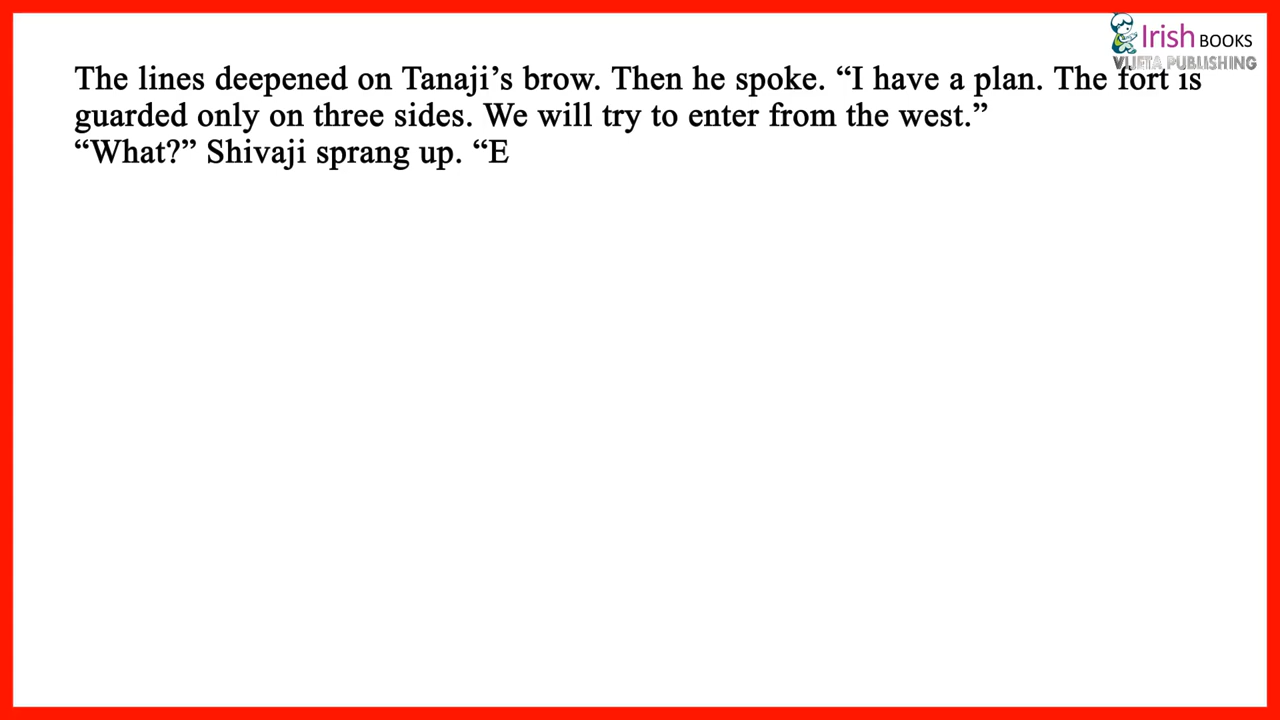 Irish BOOKS
VIJETA PUBLISHING
The lines deepened on Tanaji’s brow. Then he spoke. “I have a plan. The fort is
guarded only on three sides. We will try to enter from the west.”
“What?” Shivaji sprang up. “E